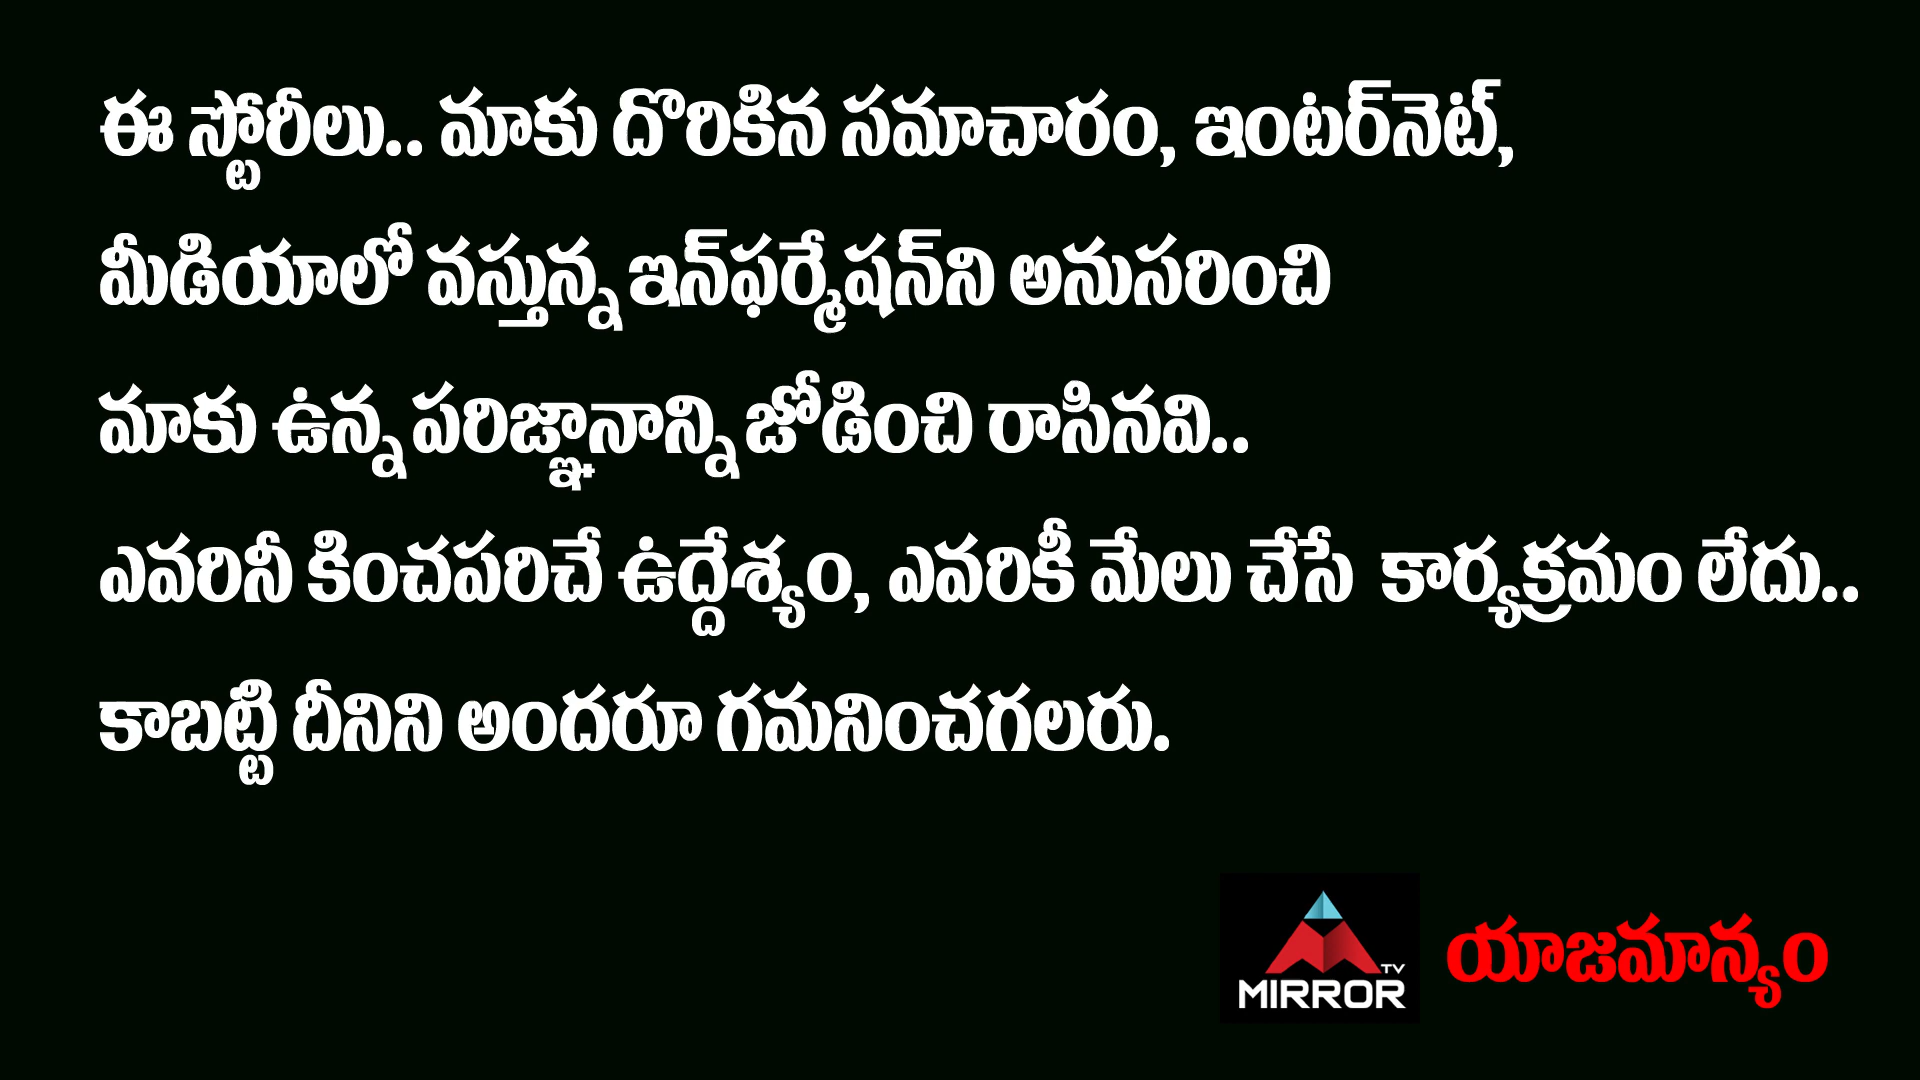 ఈ స్టోరీలు.. మాకు దొరికిన సమాచారం, ఇంటర్‌నెట్,
మీడియాలో వస్తున్న ఇన్‌ఫర్మేషన్‌ని అనుసరించి
మాకు ఉన్న పరిజ్ఞానాన్ని జోడించి రాసినవి..
ఎవరినీ కించపరిచే ఉద్దేశ్యం, ఎవరికీ మేలు చేసే కార్యక్రమం లేదు..
కాబట్టి దీనిని అందరూ గమనించగలరు.
TV
MIRROR
యాజమాన్యం